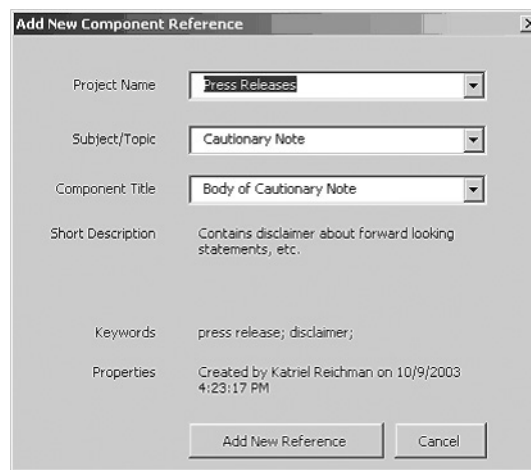 Add New Component Reference
Project Name Press Releases
Subject/Topic Cautionary Note
Component Title Body of Cautionary Note
Short Description Contains disclaimer about forward looking
statements, etc.
Keywords press release; disclaimer;
Properties Created by Katriel Reichman on 10/9/2003
4:23:17 PM
Add New Reference Cancel